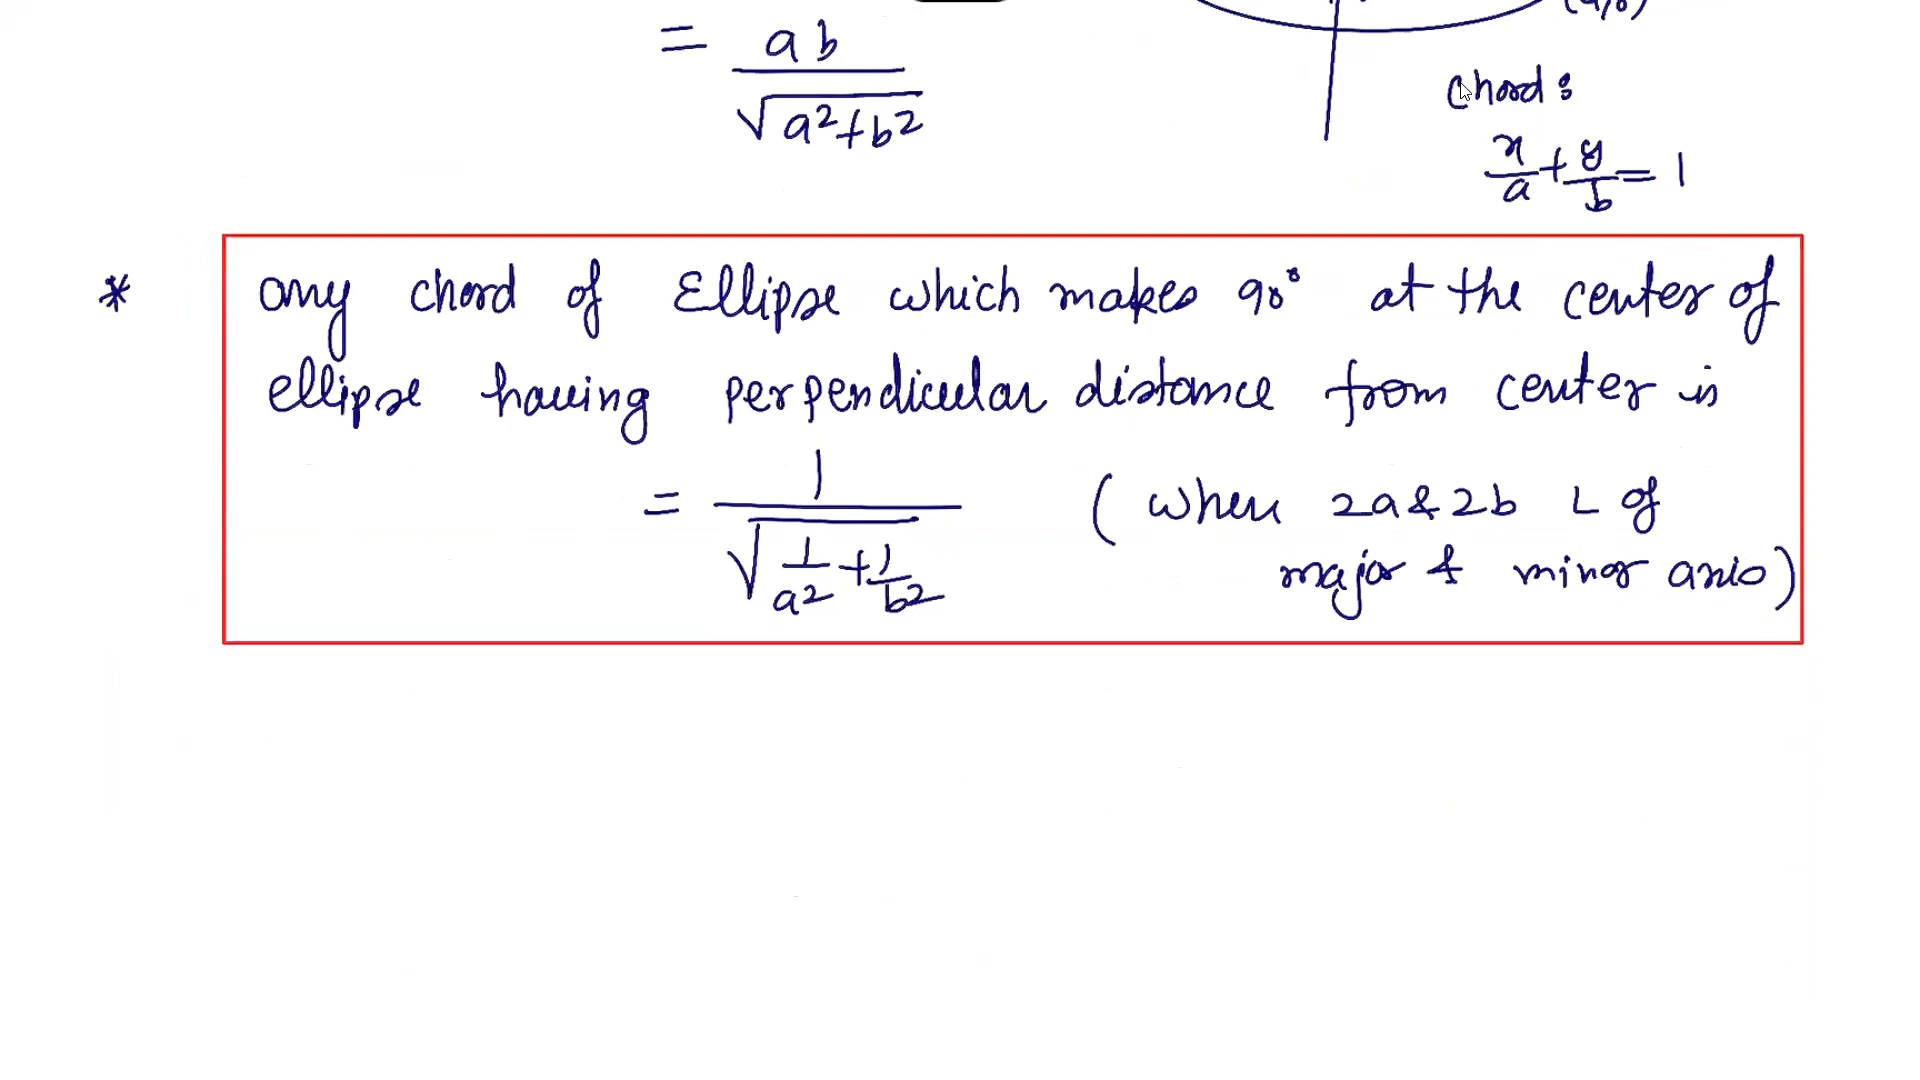 (a,0)
= ab / √a²+b²
chord :
x/a + y/b = 1
* any chord of Ellipse which makes 90° at the center of
ellipse having perpendicular distance from center is
= 1 / √1/a² + 1/b² ( when 2a & 2b L of
major & minor axis )